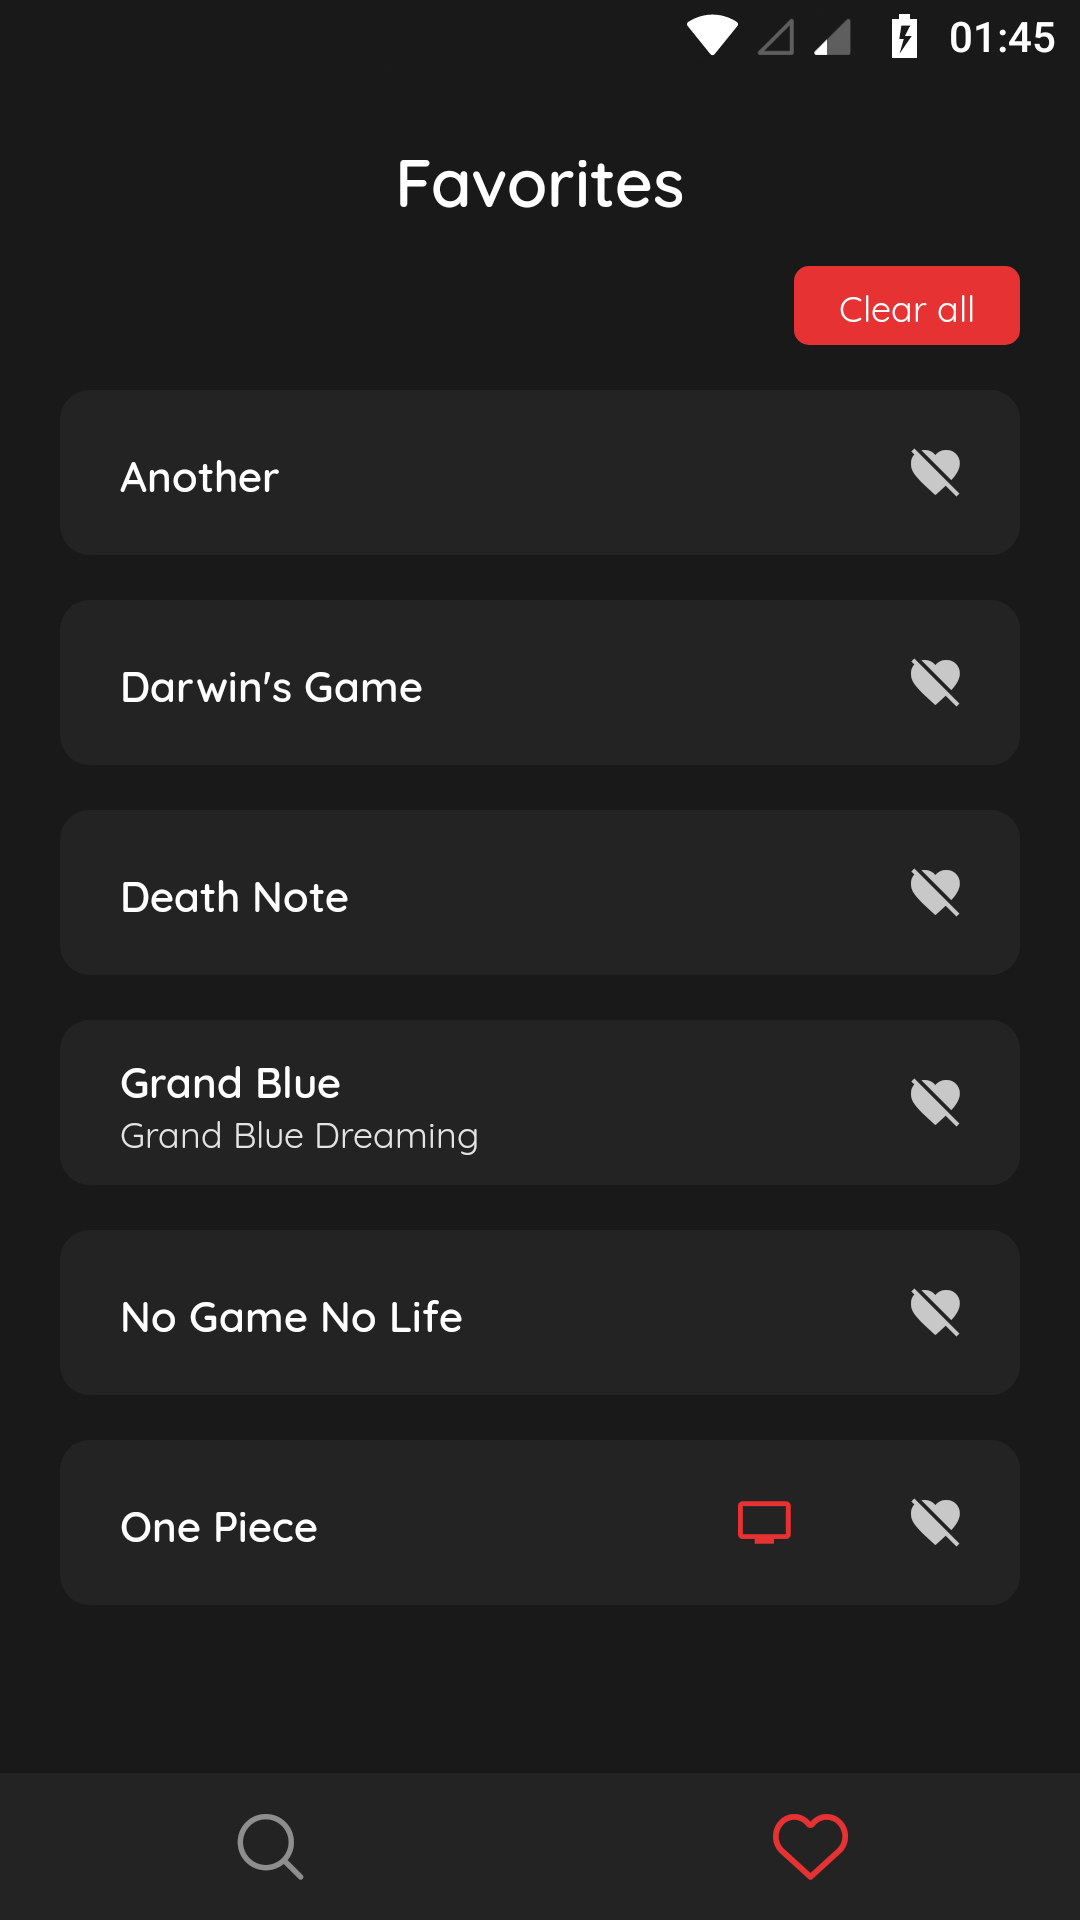 01:45
Favorites
Clear all
Another
Darwin's Game
Death Note
Grand Blue
Grand Blue Dreaming
No Game No Life
One Piece